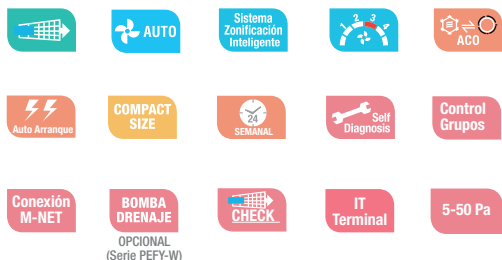 AUTO
Sistema
Zonificación
Inteligente
1 2 3 4
ACO
Auto Arranque
COMPACT
SIZE
24
SEMANAL
Self
Diagnosis
Control
Grupos
Conexión
M-NET
BOMBA
DRENAJE
OPCIONAL
(Serie PEFY-W)
CHECK
IT
Terminal
5-50 Pa